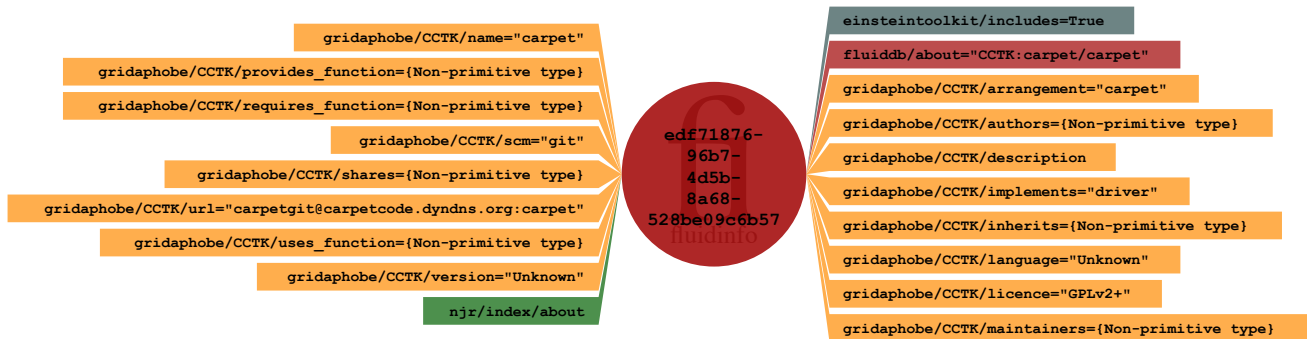 gridaphobe/CCTK/name="carpet"
gridaphobe/CCTK/provides_function={Non-primitive type}
gridaphobe/CCTK/requires_function={Non-primitive type}
gridaphobe/CCTK/scm="git"
gridaphobe/CCTK/shares={Non-primitive type}
gridaphobe/CCTK/url="carpetgit@carpetcode.dyndns.org:carpet"
gridaphobe/CCTK/uses_function={Non-primitive type}
gridaphobe/CCTK/version="Unknown"
njr/index/about
fi
edf71876-
96b7-
4d5b-
8a68-
528be09c6b57
fluidinfo
einsteintoolkit/includes=True
fluiddb/about="CCTK:carpet/carpet"
gridaphobe/CCTK/arrangement="carpet"
gridaphobe/CCTK/authors={Non-primitive type}
gridaphobe/CCTK/description
gridaphobe/CCTK/implements="driver"
gridaphobe/CCTK/inherits={Non-primitive type}
gridaphobe/CCTK/language="Unknown"
gridaphobe/CCTK/licence="GPLv2+"
gridaphobe/CCTK/maintainers={Non-primitive type}